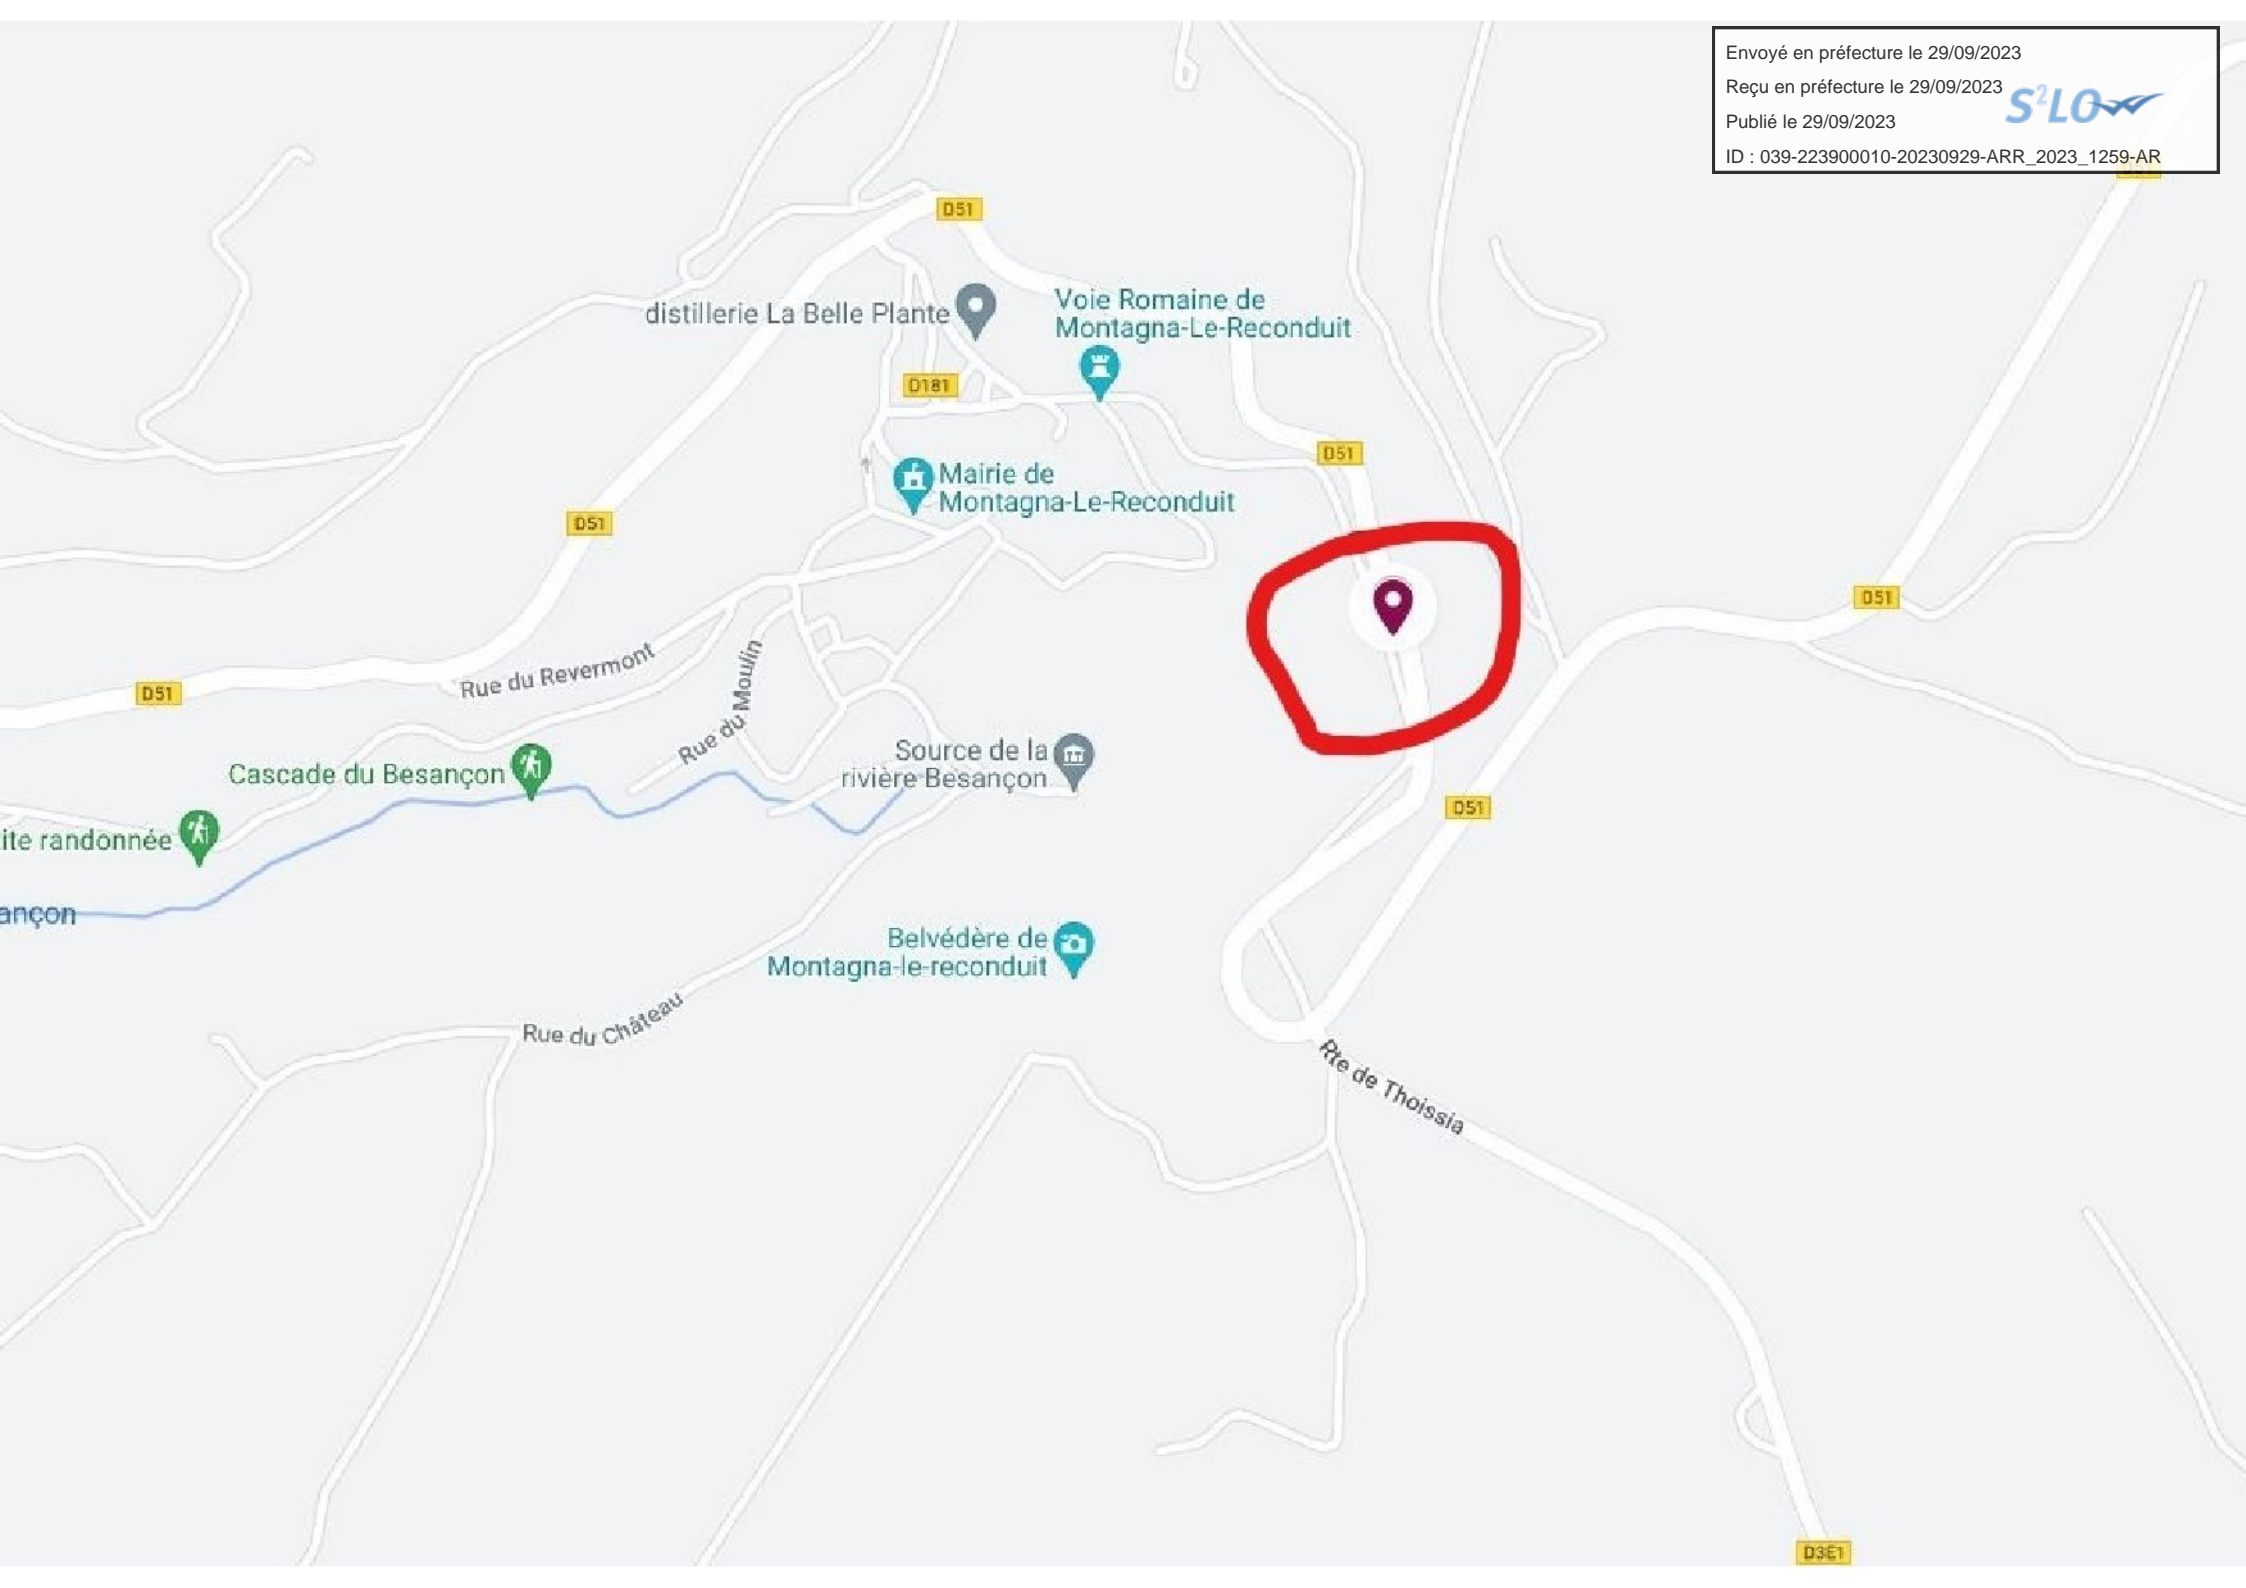 Envoyé en préfecture le 29/09/2023
Reçu en préfecture le 29/09/2023
S²LOW
Publié le 29/09/2023
ID : 039-223900010-20230929-ARR_2023_1259-AR
D51
distillerie La Belle Plante
Voie Romaine de
Montagna-Le-Reconduit
D181
D51
Mairie de
Montagna-Le-Reconduit
D51
D51
Rue du Revermont
D51
Rue du Moulin
Source de la
rivière Besançon
Cascade du Besançon
D51
ite randonnée
ançon
Belvédère de
Montagna-le-reconduit
Rue du Château
Rte de Thoissia
D3E1